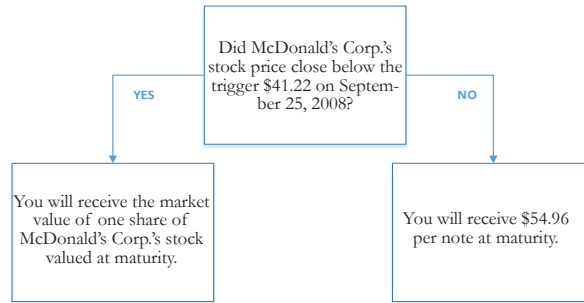 Did McDonald's Corp.'s
stock price close below the
trigger $41.22 on Septem-
ber 25, 2008?
YES
NO
You will receive the market
value of one share of
McDonald's Corp.'s stock
valued at maturity.
You will receive $54.96
per note at maturity.